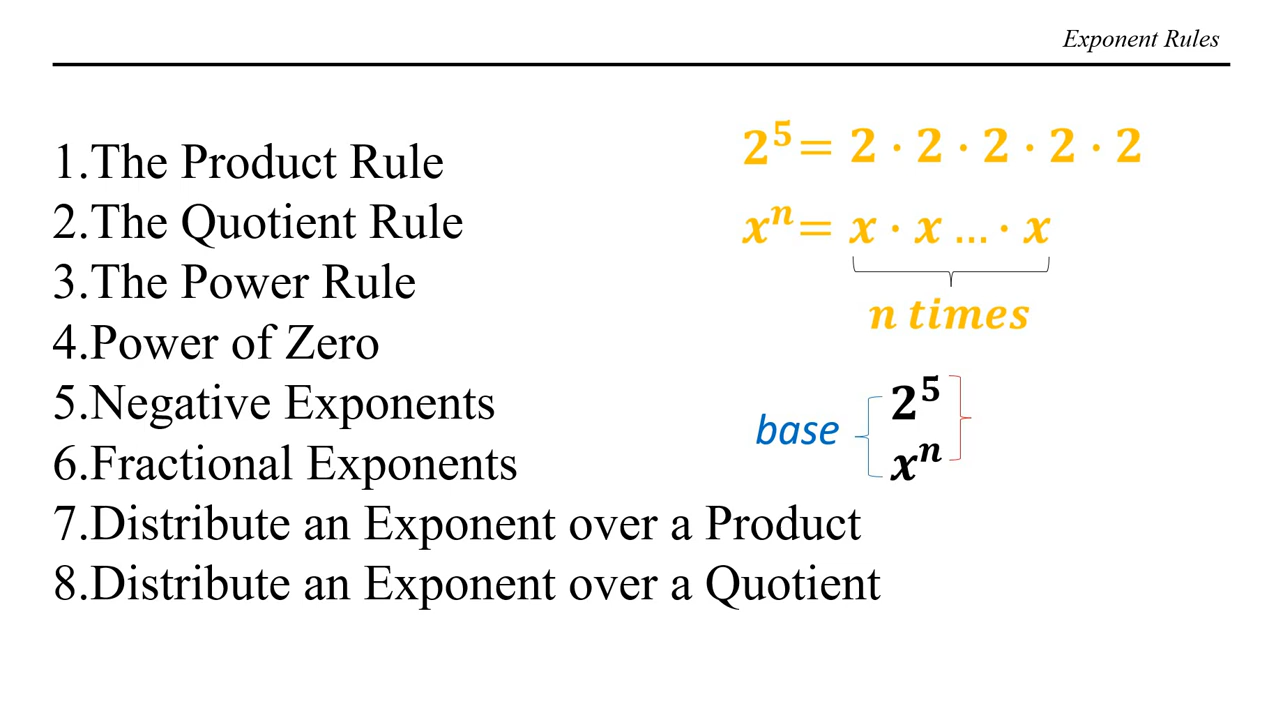 Exponent Rules
1.The Product Rule
2.The Quotient Rule
3.The Power Rule
4.Power of Zero
5.Negative Exponents
6.Fractional Exponents
7.Distribute an Exponent over a Product
8.Distribute an Exponent over a Quotient
2⁵= 2 · 2 · 2 · 2 · 2
xⁿ= x · x ... · x
n times
base
2⁵
xⁿ